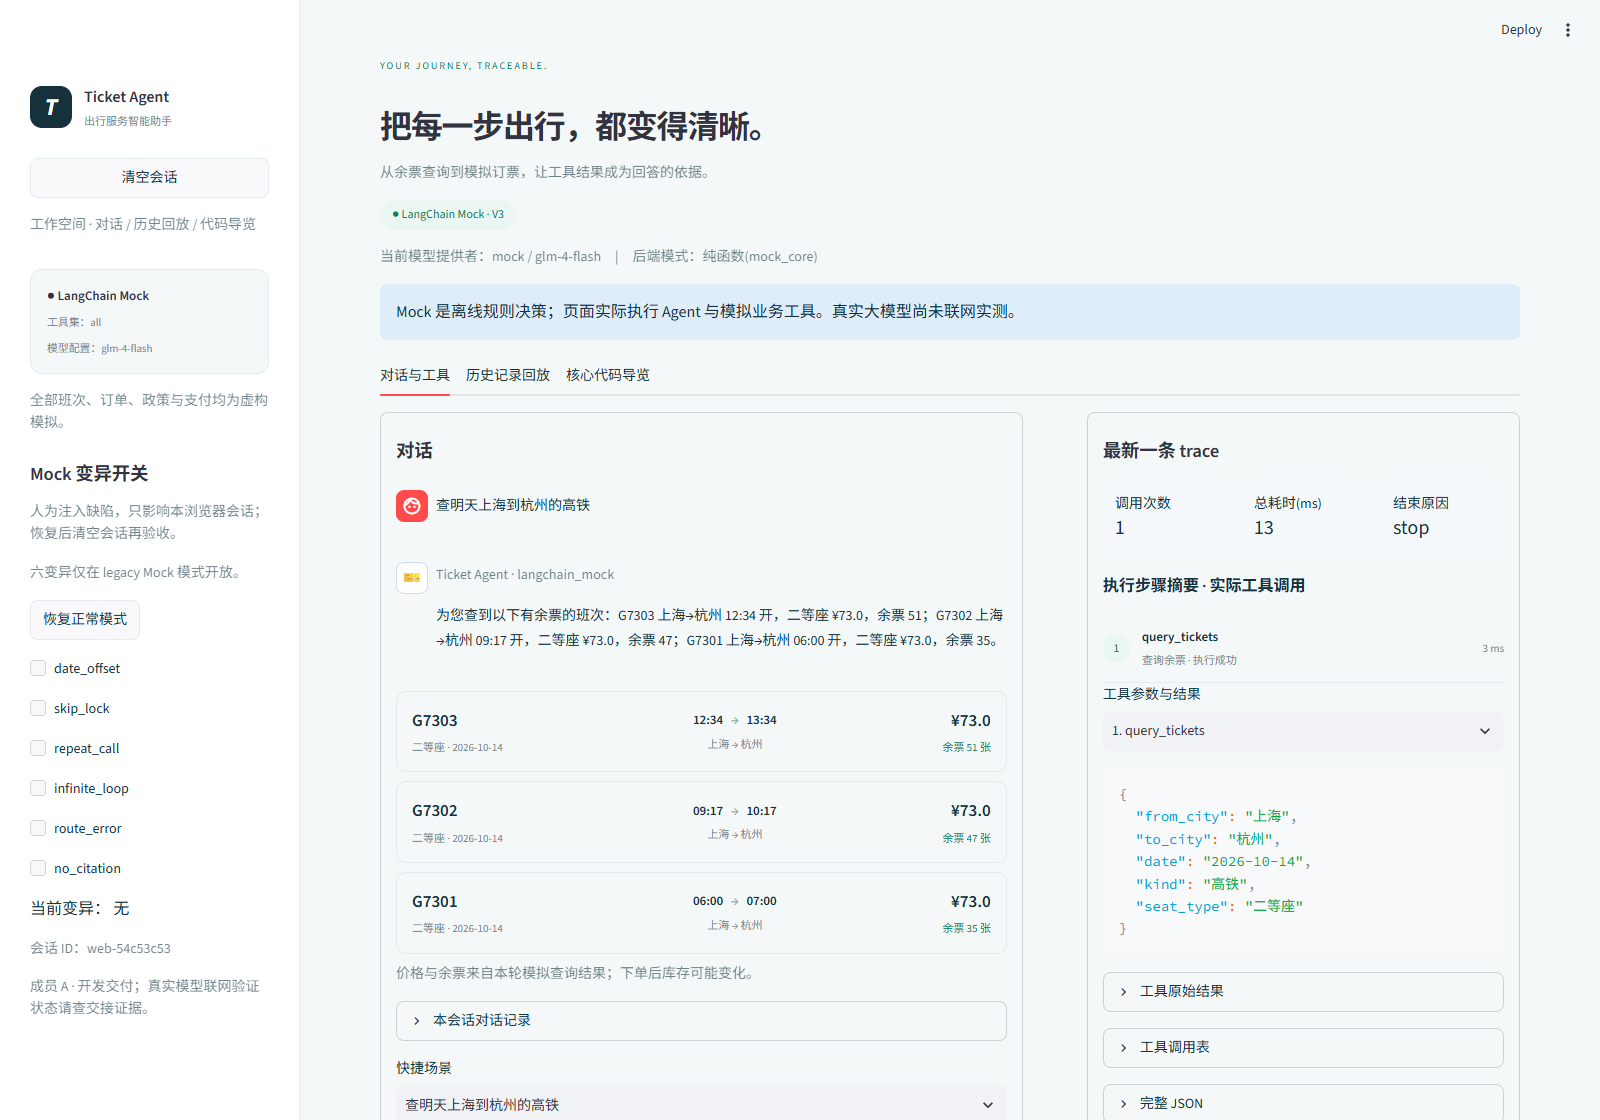 T
Ticket Agent
出行服务智能助手
清空会话
工作空间 · 对话 / 历史回放 / 代码导览
● LangChain Mock
工具集：all
模型配置：glm-4-flash
全部班次、订单、政策与支付均为虚构
模拟。
Mock 变异开关
人为注入缺陷，只影响本浏览器会话；
恢复后清空会话再验收。
六变异仅在 legacy Mock 模式开放。
恢复正常模式
date_offset
skip_lock
repeat_call
infinite_loop
route_error
no_citation
当前变异： 无
会话 ID：web-54c53c53
成员 A · 开发交付；真实模型联网验证
状态请查交接证据。
Deploy
YOUR JOURNEY, TRACEABLE.
把每一步出行，都变得清晰。
从余票查询到模拟订票，让工具结果成为回答的依据。
● LangChain Mock · V3
当前模型提供者：mock / glm-4-flash ｜ 后端模式：纯函数(mock_core)
Mock 是离线规则决策；页面实际执行 Agent 与模拟业务工具。真实大模型尚未联网实测。
对话与工具 历史记录回放 核心代码导览
对话
查明天上海到杭州的高铁
Ticket Agent · langchain_mock
为您查到以下有余票的班次：G7303 上海→杭州 12:34 开，二等座 ¥73.0，余票 51；G7302 上海
→杭州 09:17 开，二等座 ¥73.0，余票 47；G7301 上海→杭州 06:00 开，二等座 ¥73.0，余票 35。
G7303 12:34 → 13:34 ¥73.0
二等座 · 2026-10-14 上海 → 杭州 余票 51 张
G7302 09:17 → 10:17 ¥73.0
二等座 · 2026-10-14 上海 → 杭州 余票 47 张
G7301 06:00 → 07:00 ¥73.0
二等座 · 2026-10-14 上海 → 杭州 余票 35 张
价格与余票来自本轮模拟查询结果；下单后库存可能变化。
本会话对话记录
快捷场景
查明天上海到杭州的高铁
最新一条 trace
调用次数 总耗时(ms) 结束原因
1 13 stop
执行步骤摘要 · 实际工具调用
1 query_tickets 3 ms
查询余票 · 执行成功
工具参数与结果
1. query_tickets
{
"from_city": "上海",
"to_city": "杭州",
"date": "2026-10-14",
"kind": "高铁",
"seat_type": "二等座"
}
工具原始结果
工具调用表
完整 JSON